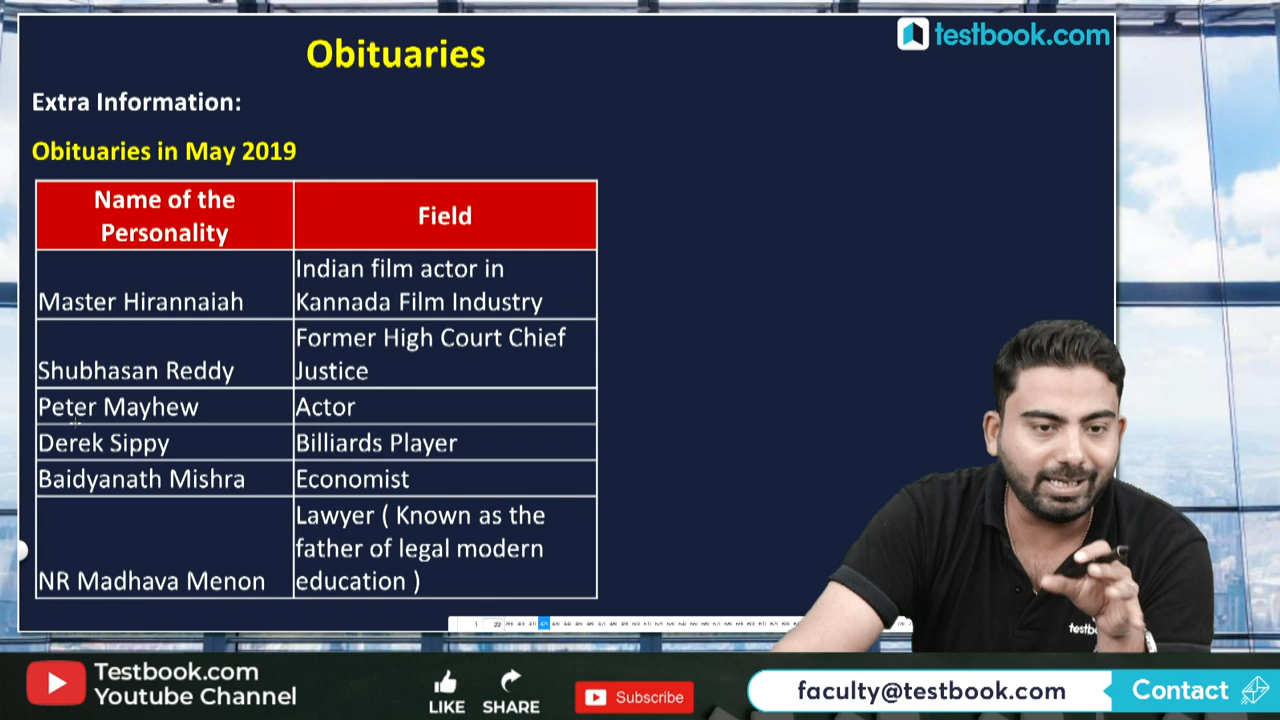 testbook.com
Obituaries
Extra Information:
Obituaries in May 2019
Name of the
Personality
Field
Master Hirannaiah
Indian film actor in
Kannada Film Industry
Shubhasan Reddy
Former High Court Chief
Justice
Peter Mayhew
Actor
Derek Sippy
Billiards Player
Baidyanath Mishra
Economist
NR Madhava Menon
Lawyer ( Known as the
father of legal modern
education )
Testbook.com
Youtube Channel
LIKE
SHARE
Subscribe
faculty@testbook.com
Contact